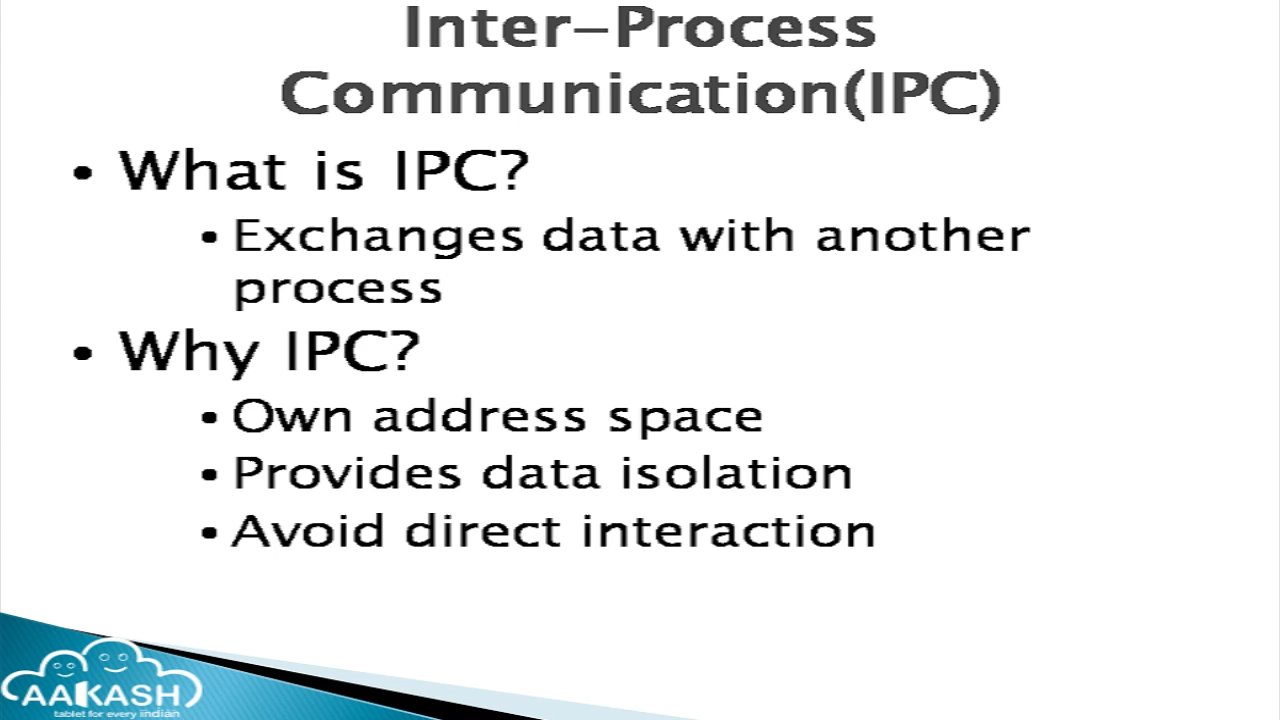 Inter-Process
Communication(IPC)
• What is IPC?
• Exchanges data with another
process
• Why IPC?
• Own address space
• Provides data isolation
• Avoid direct interaction
AAKASH
tablet for every indian